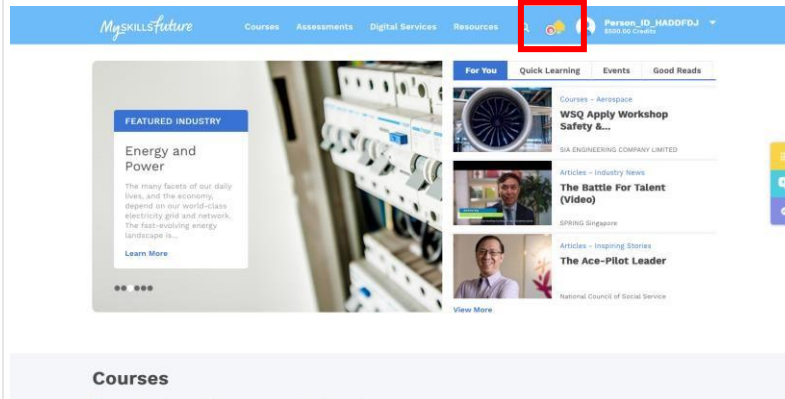 MySKILLSfuture
Courses Assessments Digital Services Resources
Person_ID_HADDFDJ
$500.00 Credits
FEATURED INDUSTRY
Energy and
Power
The many facets of our daily
lives, and the economy,
depend on our world-class
electricity grid and network.
The fast-evolving energy
landscape is...
Learn More
For You Quick Learning Events Good Reads
Courses – Aerospace
WSQ Apply Workshop
Safety &...
SIA ENGINEERING COMPANY LIMITED
Articles – Industry News
The Battle For Talent
(Video)
SPRING Singapore
Articles – Inspiring Stories
The Ace-Pilot Leader
National Council of Social Service
View More
Courses